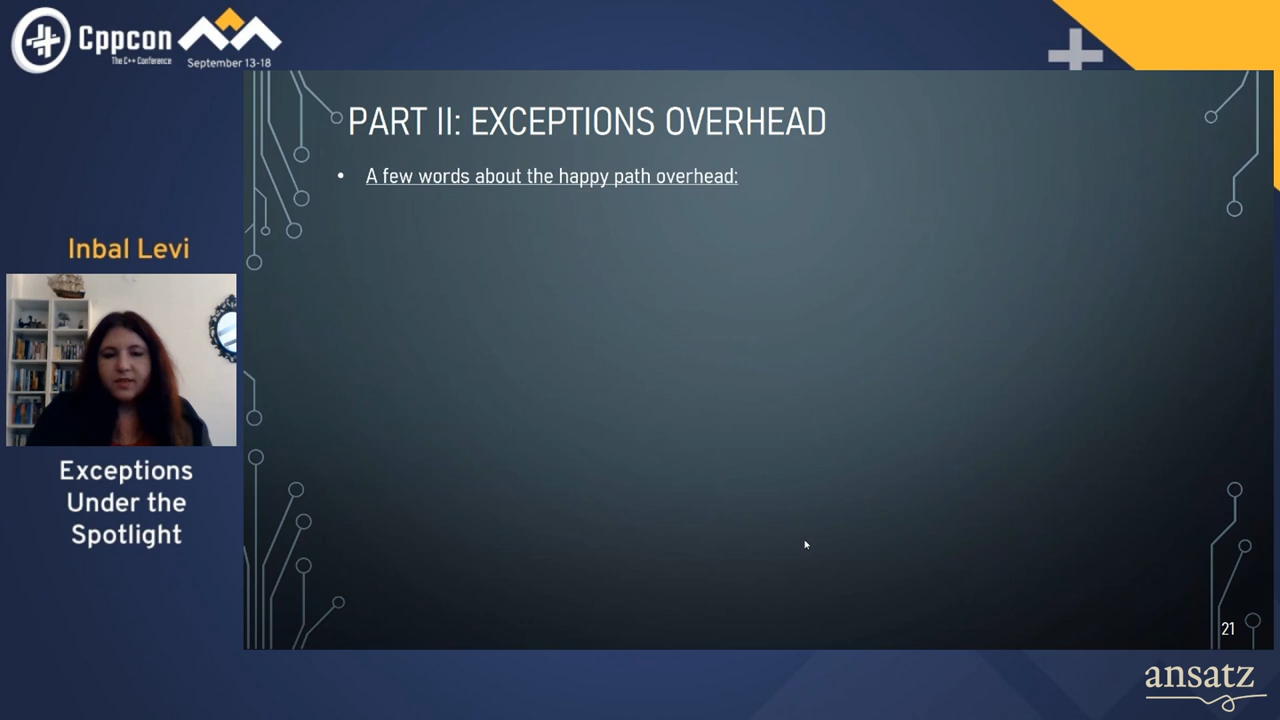 Cppcon
The C++ Conference
September 13-18
PART II: EXCEPTIONS OVERHEAD
• A few words about the happy path overhead:
Inbal Levi
Exceptions
Under the
Spotlight
21
ansatz